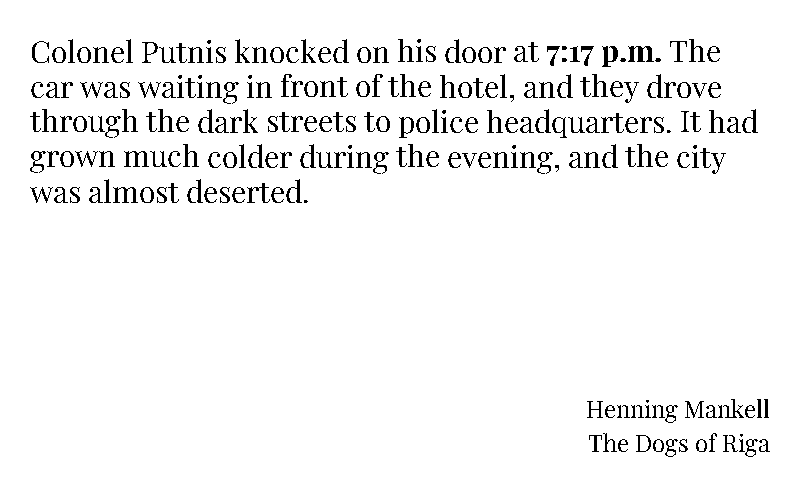 Colonel Putnis knocked on his door at 7:17 p.m. The
car was waiting in front of the hotel, and they drove
through the dark streets to police headquarters. It had
grown much colder during the evening, and the city
was almost deserted.
Henning Mankell
The Dogs of Riga